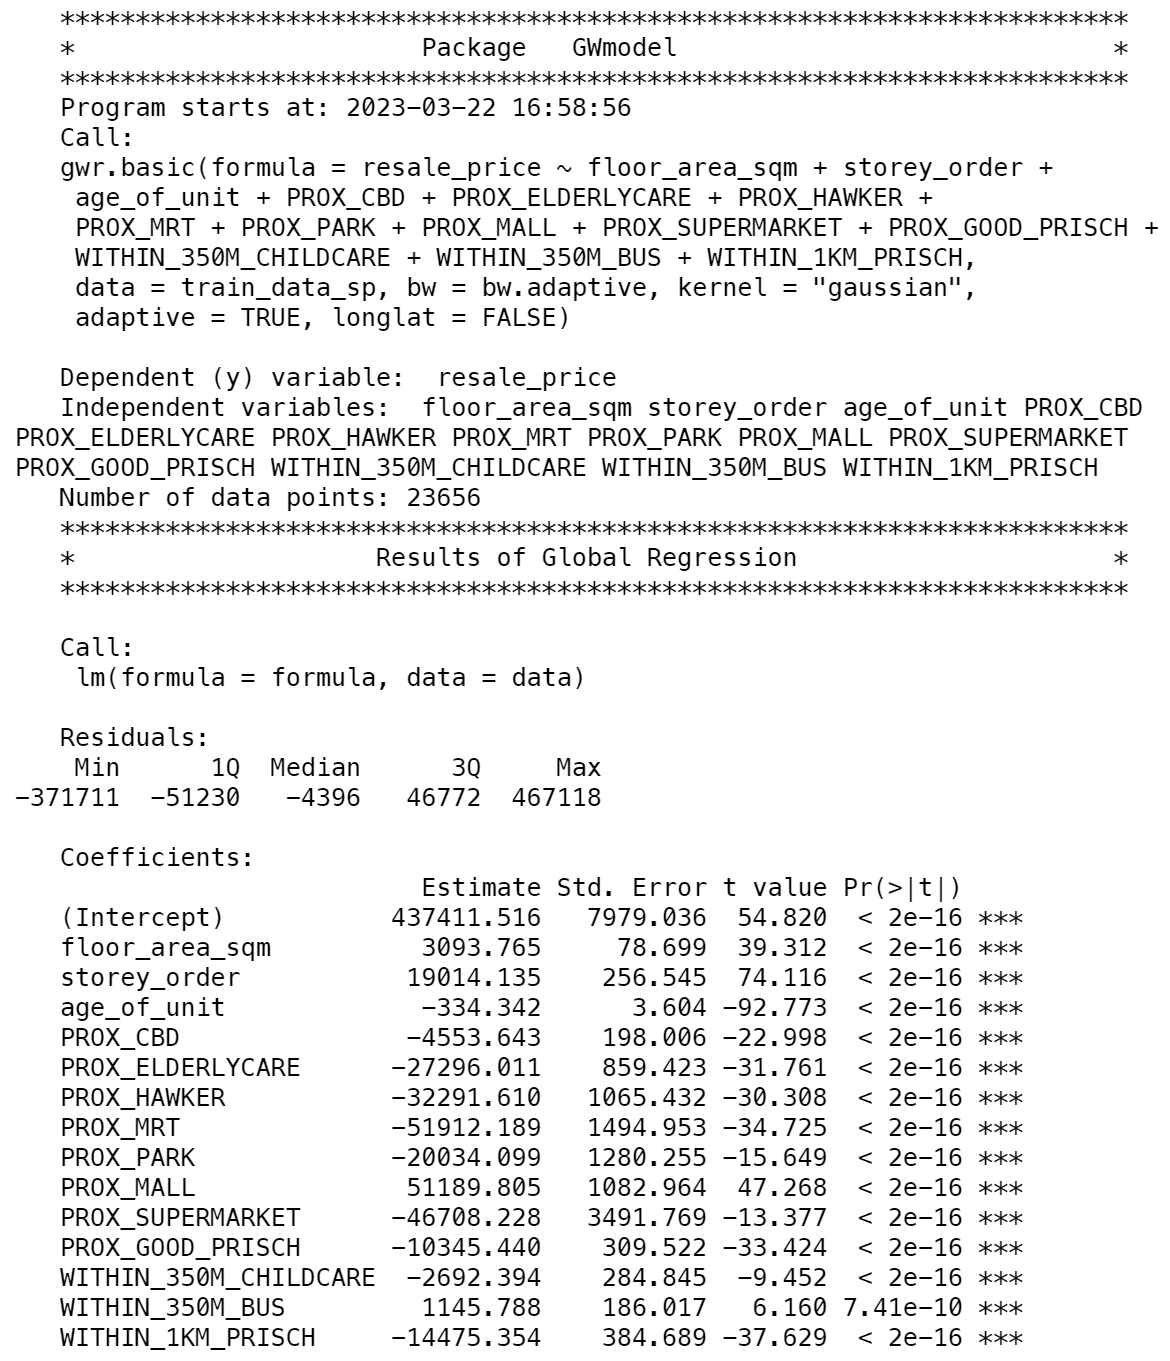 ***********************************************************************
*                       Package   GWmodel                             *
***********************************************************************
Program starts at: 2023-03-22 16:58:56
Call:
gwr.basic(formula = resale_price ~ floor_area_sqm + storey_order +
age_of_unit + PROX_CBD + PROX_ELDERLYCARE + PROX_HAWKER +
PROX_MRT + PROX_PARK + PROX_MALL + PROX_SUPERMARKET + PROX_GOOD_PRISCH +
WITHIN_350M_CHILDCARE + WITHIN_350M_BUS + WITHIN_1KM_PRISCH,
data = train_data_sp, bw = bw.adaptive, kernel = "gaussian",
adaptive = TRUE, longlat = FALSE)
Dependent (y) variable:  resale_price
Independent variables:  floor_area_sqm storey_order age_of_unit PROX_CBD
PROX_ELDERLYCARE PROX_HAWKER PROX_MRT PROX_PARK PROX_MALL PROX_SUPERMARKET
PROX_GOOD_PRISCH WITHIN_350M_CHILDCARE WITHIN_350M_BUS WITHIN_1KM_PRISCH
Number of data points: 23656
***********************************************************************
*                    Results of Global Regression                     *
***********************************************************************
Call:
lm(formula = formula, data = data)
Residuals:
Min      1Q  Median      3Q     Max
-371711  -51230   -4396   46772  467118
Coefficients:
Estimate Std. Error t value Pr(>|t|)
(Intercept)           437411.516   7979.036  54.820  < 2e-16 ***
floor_area_sqm          3093.765     78.699  39.312  < 2e-16 ***
storey_order           19014.135    256.545  74.116  < 2e-16 ***
age_of_unit             -334.342      3.604 -92.773  < 2e-16 ***
PROX_CBD               -4553.643    198.006 -22.998  < 2e-16 ***
PROX_ELDERLYCARE      -27296.011    859.423 -31.761  < 2e-16 ***
PROX_HAWKER           -32291.610   1065.432 -30.308  < 2e-16 ***
PROX_MRT              -51912.189   1494.953 -34.725  < 2e-16 ***
PROX_PARK             -20034.099   1280.255 -15.649  < 2e-16 ***
PROX_MALL              51189.805   1082.964  47.268  < 2e-16 ***
PROX_SUPERMARKET      -46708.228   3491.769 -13.377  < 2e-16 ***
PROX_GOOD_PRISCH      -10345.440    309.522 -33.424  < 2e-16 ***
WITHIN_350M_CHILDCARE  -2692.394    284.845  -9.452  < 2e-16 ***
WITHIN_350M_BUS         1145.788    186.017   6.160 7.41e-10 ***
WITHIN_1KM_PRISCH     -14475.354    384.689 -37.629  < 2e-16 ***